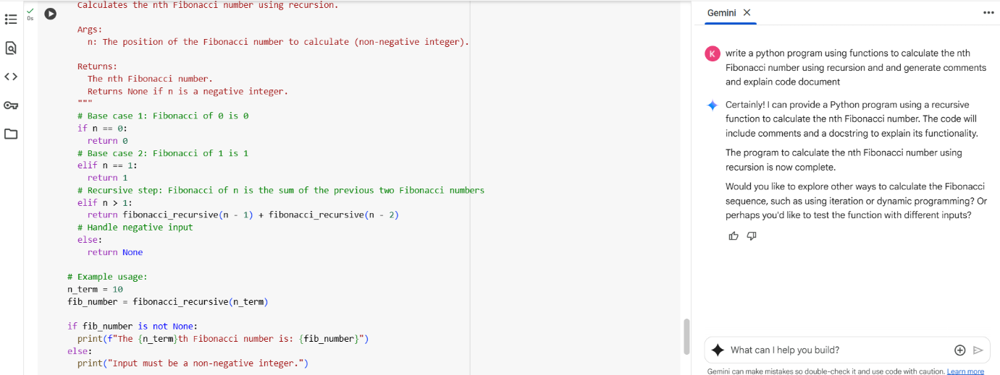 0s
Calculates the nth Fibonacci number using recursion.
Args:
n: The position of the Fibonacci number to calculate (non-negative integer).
Returns:
The nth Fibonacci number.
Returns None if n is a negative integer.
"""
# Base case 1: Fibonacci of 0 is 0
if n == 0:
return 0
# Base case 2: Fibonacci of 1 is 1
elif n == 1:
return 1
# Recursive step: Fibonacci of n is the sum of the previous two Fibonacci numbers
elif n > 1:
return fibonacci_recursive(n - 1) + fibonacci_recursive(n - 2)
# Handle negative input
else:
return None
# Example usage:
n_term = 10
fib_number = fibonacci_recursive(n_term)
if fib_number is not None:
print(f"The {n_term}th Fibonacci number is: {fib_number}")
else:
print("Input must be a non-negative integer.")
Gemini
K
write a python program using functions to calculate the nth
Fibonacci number using recursion and and generate comments
and explain code document
Certainly! I can provide a Python program using a recursive
function to calculate the nth Fibonacci number. The code will
include comments and a docstring to explain its functionality.
The program to calculate the nth Fibonacci number using
recursion is now complete.
Would you like to explore other ways to calculate the Fibonacci
sequence, such as using iteration or dynamic programming? Or
perhaps you'd like to test the function with different inputs?
What can I help you build?
Gemini can make mistakes so double-check it and use code with caution. Learn more